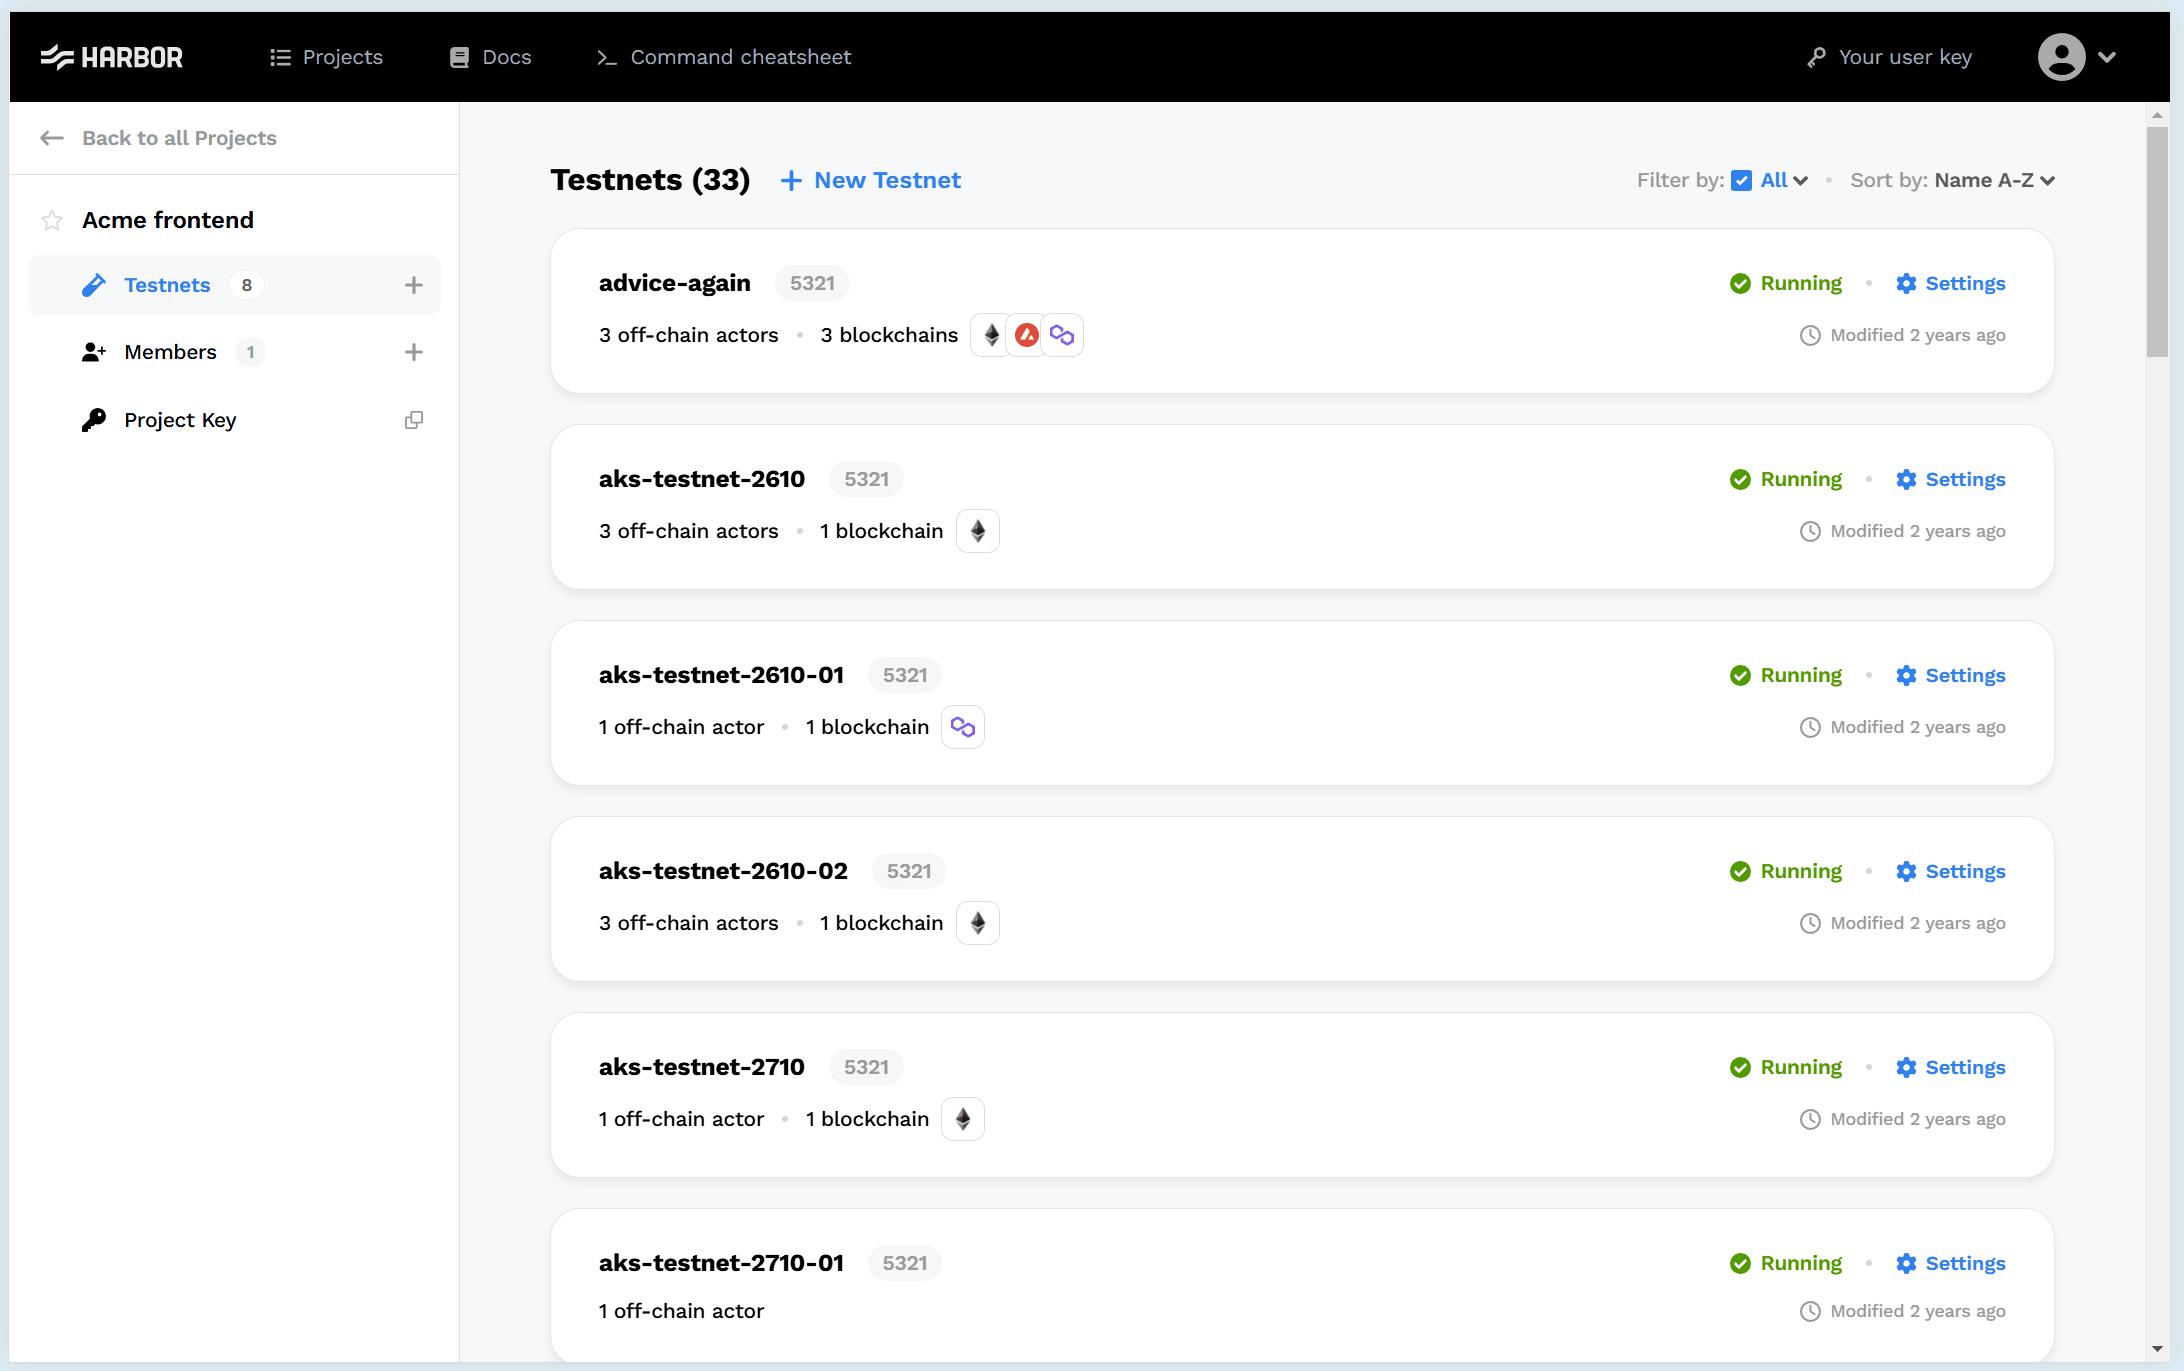 HARBOR
Projects
Docs
Command cheatsheet
Your user key
Back to all Projects
Acme frontend
Testnets 8
Members 1
Project Key
Testnets (33)
New Testnet
Filter by: All
Sort by: Name A-Z
advice-again 5321
Running
Settings
3 off-chain actors • 3 blockchains
Modified 2 years ago
aks-testnet-2610 5321
Running
Settings
3 off-chain actors • 1 blockchain
Modified 2 years ago
aks-testnet-2610-01 5321
Running
Settings
1 off-chain actor • 1 blockchain
Modified 2 years ago
aks-testnet-2610-02 5321
Running
Settings
3 off-chain actors • 1 blockchain
Modified 2 years ago
aks-testnet-2710 5321
Running
Settings
1 off-chain actor • 1 blockchain
Modified 2 years ago
aks-testnet-2710-01 5321
Running
Settings
1 off-chain actor
Modified 2 years ago